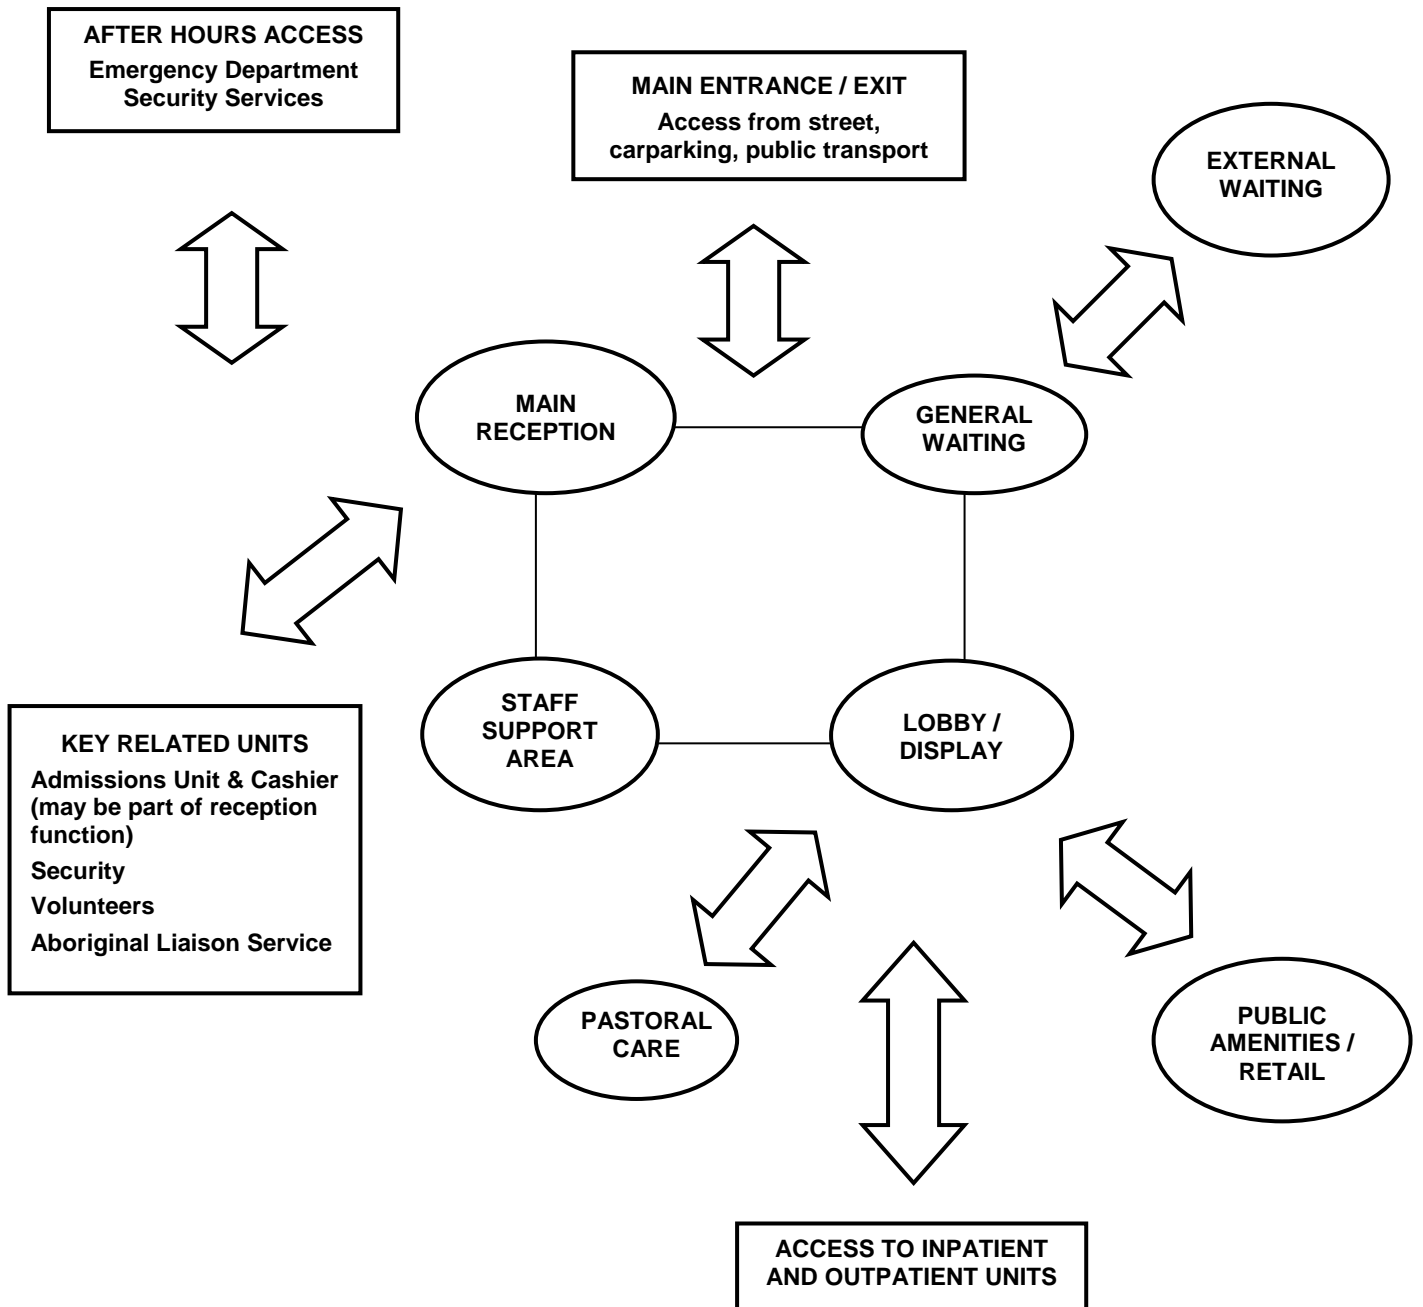 AFTER HOURS ACCESS
Emergency Department
Security Services
MAIN ENTRANCE / EXIT
Access from street,
carparking, public transport
EXTERNAL
WAITING
MAIN
RECEPTION
GENERAL
WAITING
STAFF
SUPPORT
AREA
LOBBY /
DISPLAY
KEY RELATED UNITS
Admissions Unit & Cashier
(may be part of reception
function)
Security
Volunteers
Aboriginal Liaison Service
PASTORAL
CARE
PUBLIC
AMENITIES /
RETAIL
ACCESS TO INPATIENT
AND OUTPATIENT UNITS